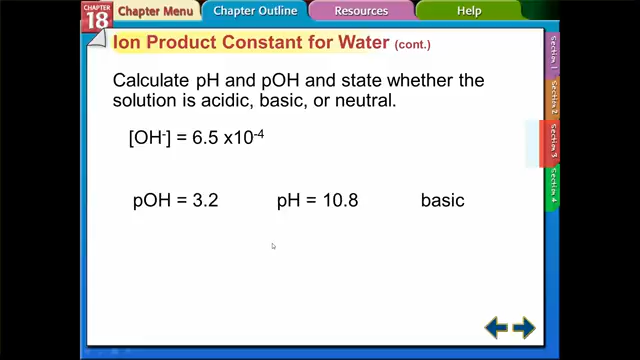 CHAPTER
18
Chapter Menu
Chapter Outline
Resources
Help
Ion Product Constant for Water (cont.)
Calculate pH and pOH and state whether the
solution is acidic, basic, or neutral.
[OH⁻] = 6.5 x10⁻⁴
pOH = 3.2 pH = 10.8 basic
Section 1
Section 2
Section 3
Section 4